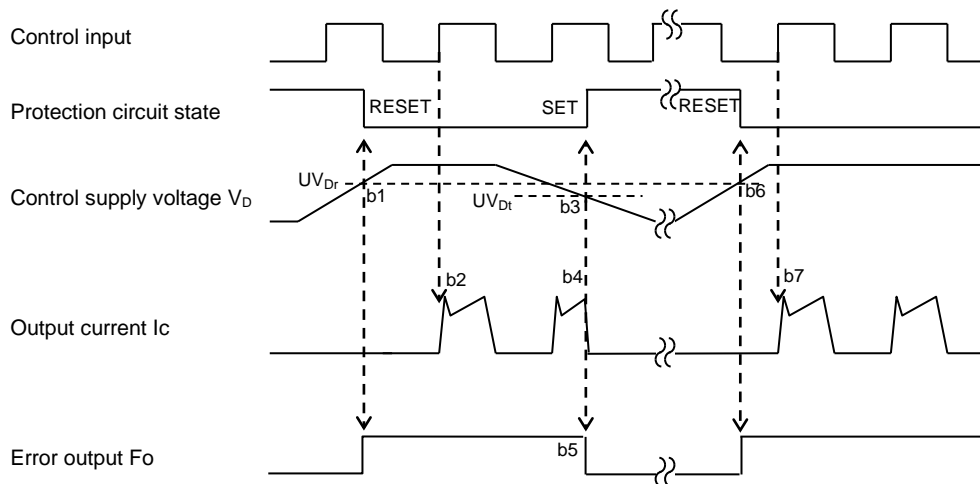 Control input
Protection circuit state
RESET
SET
RESET
Control supply voltage VD
UVDr
b1
UVDt
b3
b6
Output current Ic
b2
b4
b7
Error output Fo
b5